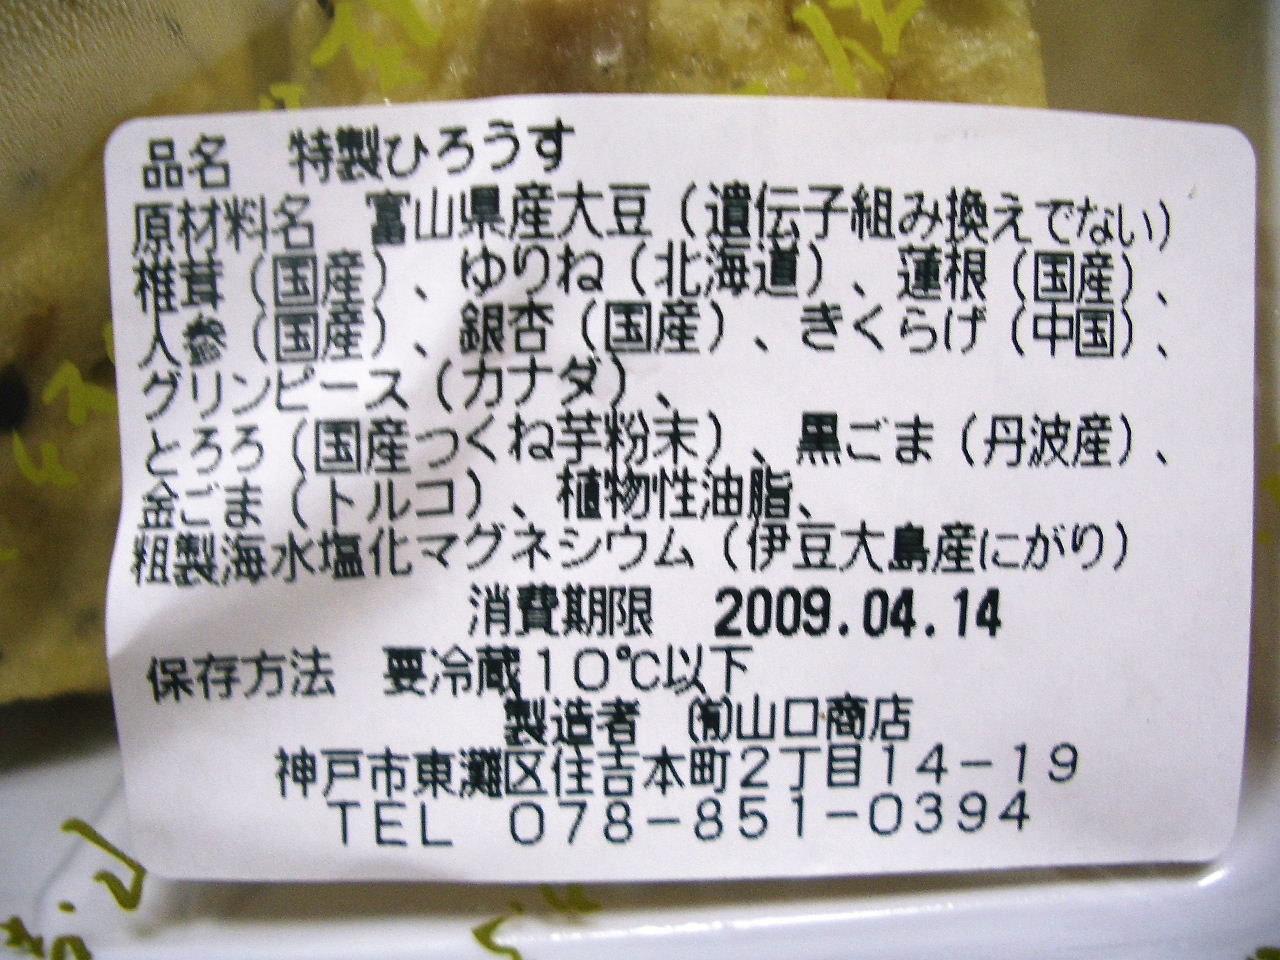 品名　特製ひろうす
原材料名　富山県産大豆（遺伝子組み換えでない）
椎茸（国産）、ゆりね（北海道）、蓮根（国産）、
人参（国産）、銀杏（国産）、きくらげ（中国）、
グリンピース（カナダ）、
とろろ（国産つくね芋粉末）、黒ごま（丹波産）、
金ごま（トルコ）、植物性油脂、
粗製海水塩化マグネシウム（伊豆大島産にがり）
消費期限　2009.04.14
保存方法　要冷蔵１０℃以下
製造者　㈲山口商店
神戸市東灘区住吉本町２丁目１４－１９
ＴＥＬ　０７８－８５１－０３９４